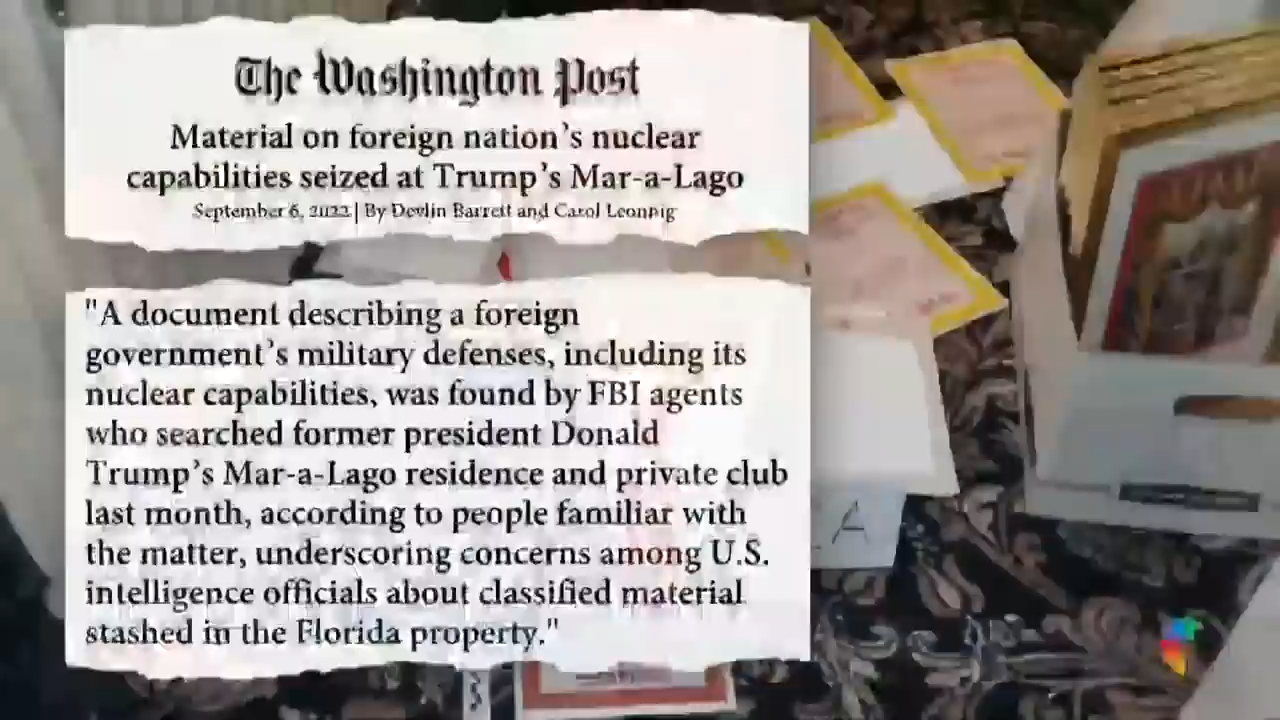 The Washington Post
Material on foreign nation's nuclear
capabilities seized at Trump's Mar-a-Lago
September 6, 2022 | By Devlin Barrett and Carol Leonnig
"A document describing a foreign
government's military defenses, including its
nuclear capabilities, was found by FBI agents
who searched former president Donald
Trump's Mar-a-Lago residence and private club
last month, according to people familiar with
the matter, underscoring concerns among U.S.
intelligence officials about classified material
stashed in the Florida property."